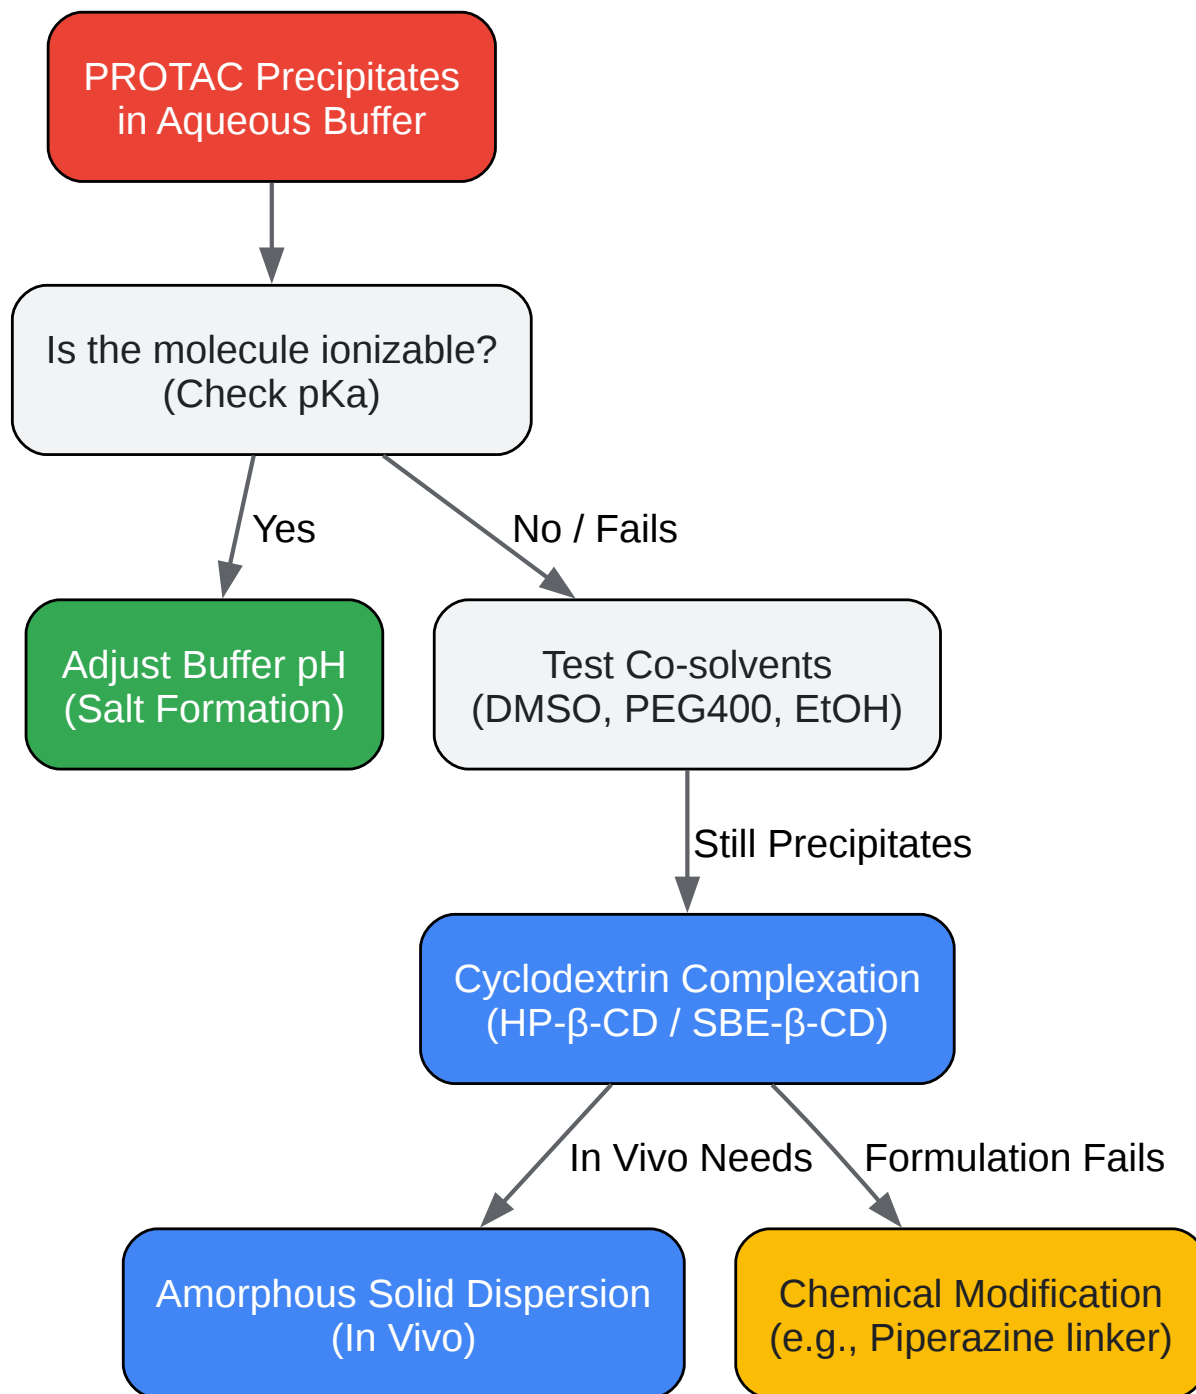 PROTAC Precipitates
in Aqueous Buffer
Is the molecule ionizable?
(Check pKa)
Yes
No / Fails
Adjust Buffer pH
(Salt Formation)
Test Co-solvents
(DMSO, PEG400, EtOH)
Still Precipitates
Cyclodextrin Complexation
(HP-β-CD / SBE-β-CD)
In Vivo Needs
Formulation Fails
Amorphous Solid Dispersion
(In Vivo)
Chemical Modification
(e.g., Piperazine linker)